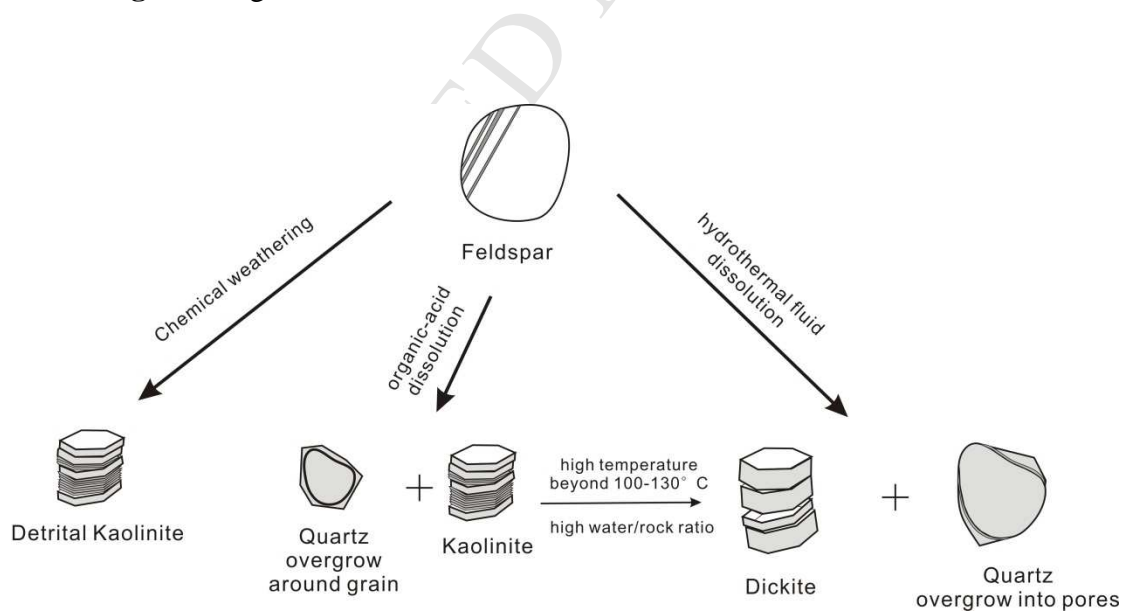 Feldspar
Chemical weathering
organic-acid
dissolution
hydrothermal fluid
dissolution
Detrital Kaolinite
Quartz
overgrow
around grain
+
Kaolinite
high temperature
beyond 100-130° C
high water/rock ratio
Dickite
+
Quartz
overgrow into pores